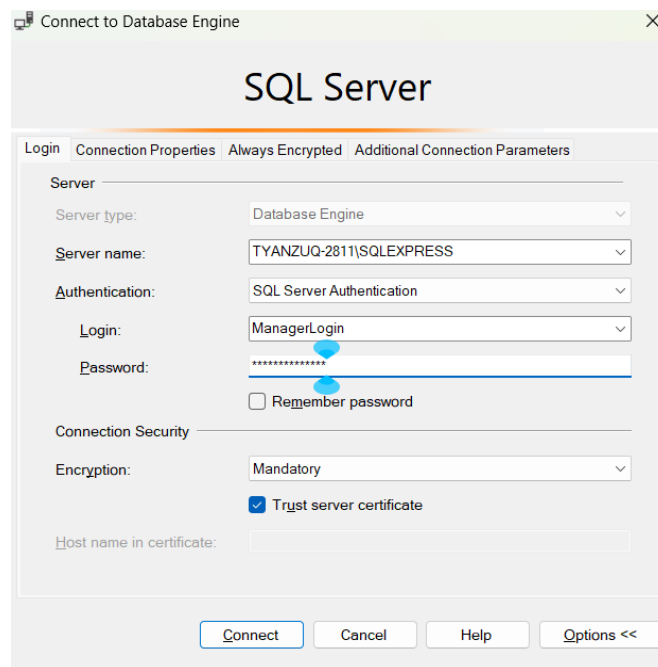 Connect to Database Engine
SQL Server
Login Connection Properties Always Encrypted Additional Connection Parameters
Server
Server type: Database Engine
Server name: TYANZUQ-2811\SQLEXPRESS
Authentication: SQL Server Authentication
Login: ManagerLogin
Password: **************
Remember password
Connection Security
Encryption: Mandatory
Trust server certificate
Host name in certificate:
Connect Cancel Help Options <<